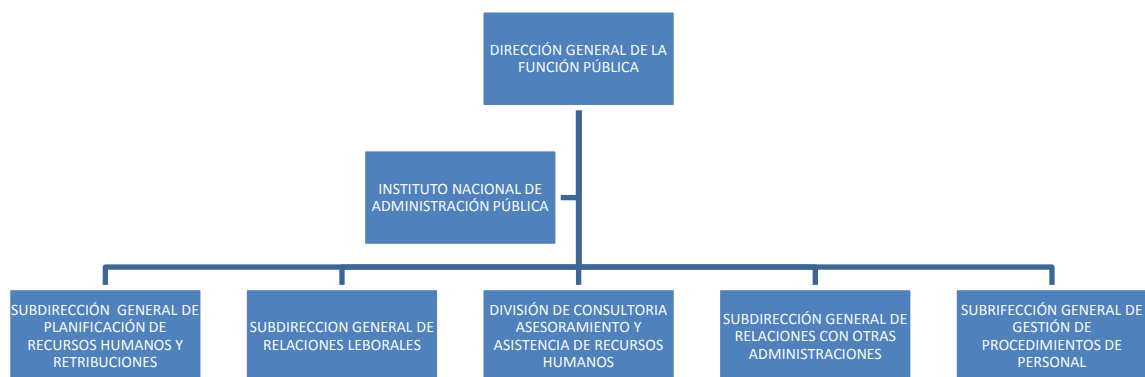 DIRECCIÓN GENERAL DE LA
FUNCIÓN PÚBLICA
INSTITUTO NACIONAL DE
ADMINISTRACIÓN PÚBLICA
SUBDIRECCIÓN GENERAL DE
PLANIFICACIÓN DE
RECURSOS HUMANOS Y
RETRIBUCIONES
SUBDIRECCION GENERAL DE
RELACIONES LEBORALES
DIVISIÓN DE CONSULTORIA
ASESORAMIENTO Y
ASISTENCIA DE RECURSOS
HUMANOS
SUBDIRECCIÓN GENERAL DE
RELACIONES CON OTRAS
ADMINISTRACIONES
SUBRIFECCIÓN GENERAL DE
GESTIÓN DE
PROCEDIMIENTOS DE
PERSONAL